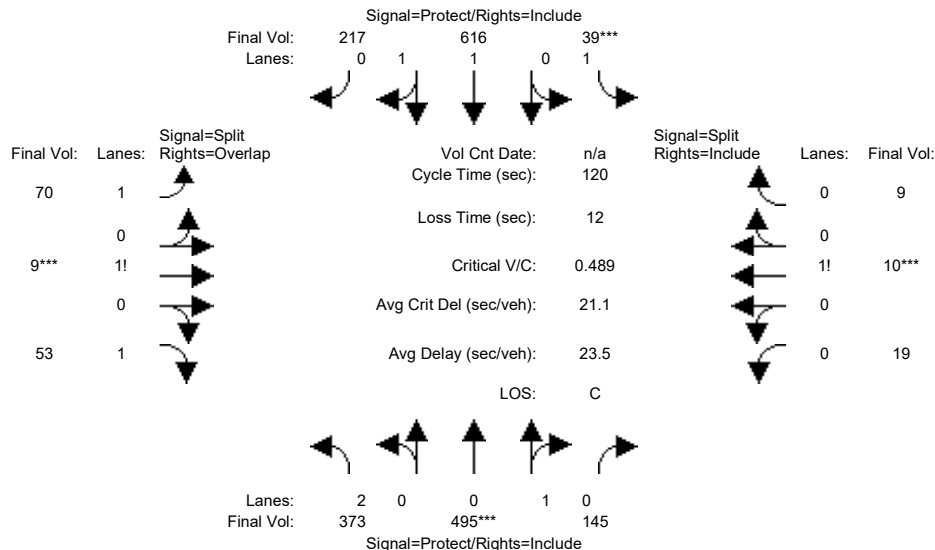 Signal=Protect/Rights=Include
Final Vol: 217 616 39***
Lanes: 0 1 1 0 1
Signal=Split
Final Vol: Lanes: Rights=Overlap
Vol Cnt Date: n/a
Signal=Split
Rights=Include Lanes: Final Vol:
Cycle Time (sec): 120
70 1
0 9
Loss Time (sec): 12
0
0
9*** 1!
Critical V/C: 0.489
1! 10***
0
Avg Crit Del (sec/veh): 21.1
0
53 1
Avg Delay (sec/veh): 23.5
0 19
LOS: C
Lanes: 2 0 0 1 0
Final Vol: 373 495*** 145
Signal=Protect/Rights=Include